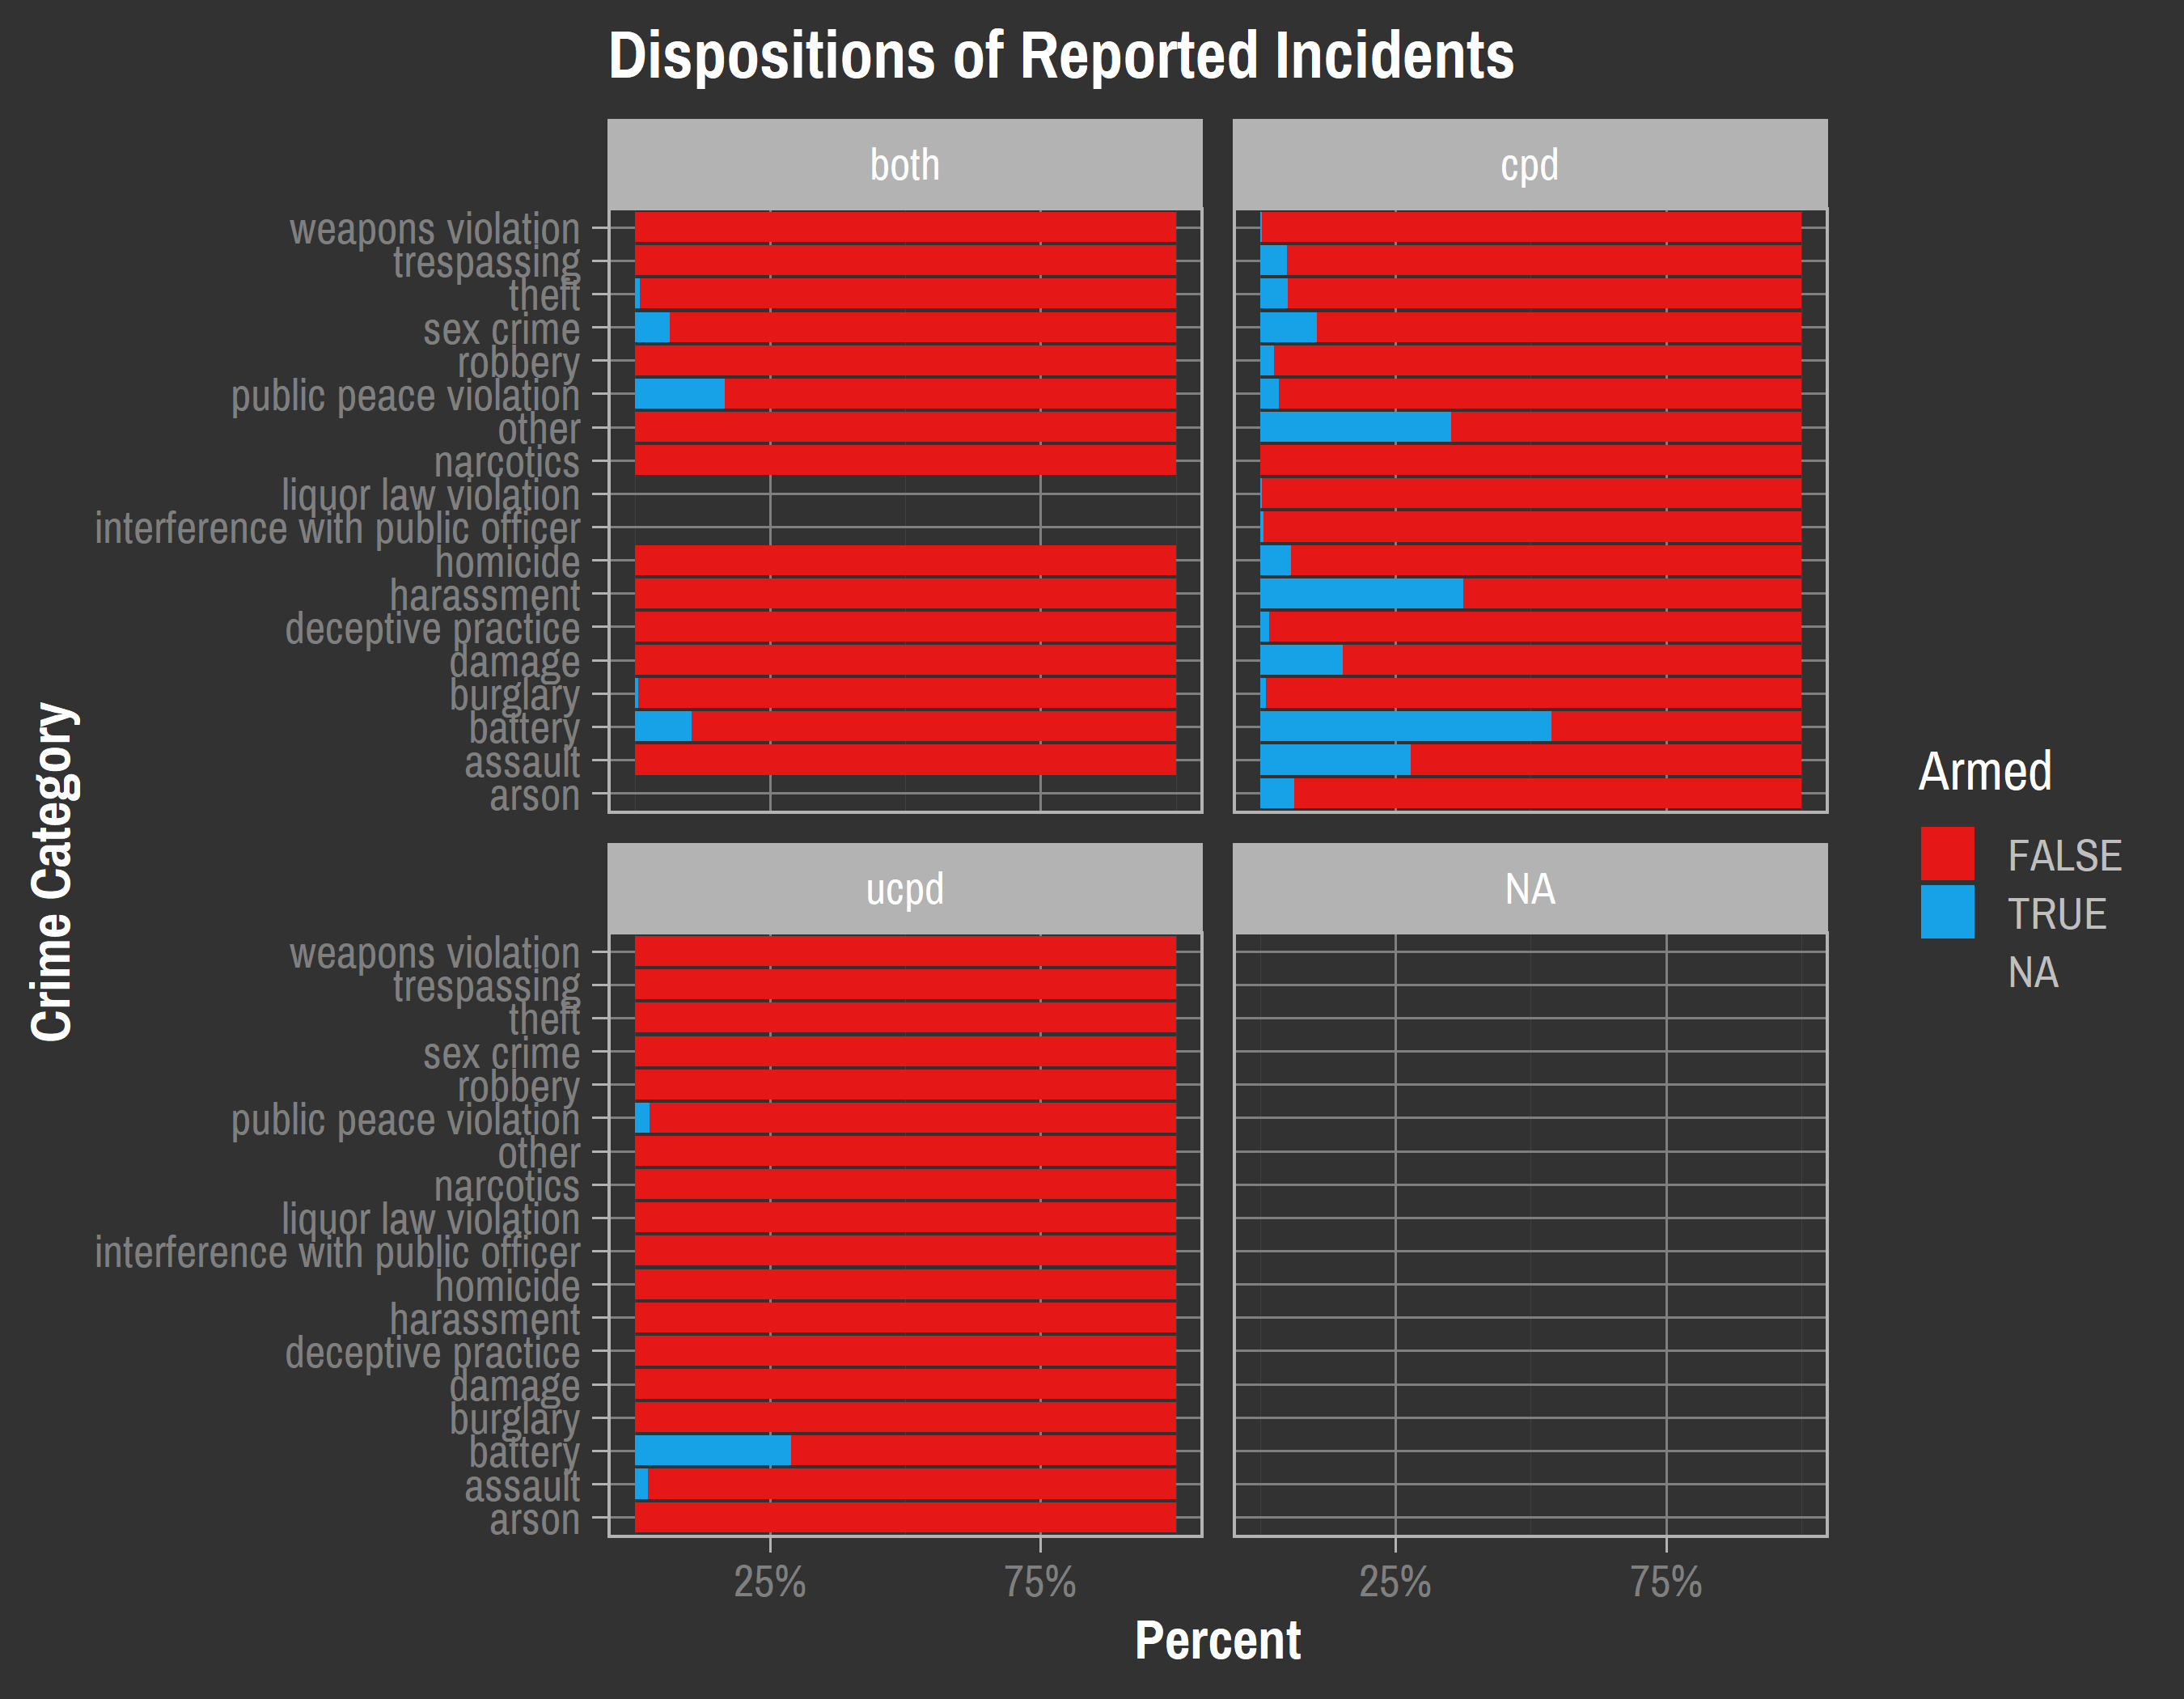 Dispositions of Reported Incidents
both
cpd
weapons violation
trespassing
theft
sex crime
robbery
public peace violation
other
narcotics
liquor law violation
interference with public officer
homicide
harassment
deceptive practice
damage
burglary
battery
assault
arson
ucpd
NA
weapons violation
trespassing
theft
sex crime
robbery
public peace violation
other
narcotics
liquor law violation
interference with public officer
homicide
harassment
deceptive practice
damage
burglary
battery
assault
arson
25%
75%
25%
75%
Percent
Crime Category
Armed
FALSE
TRUE
NA